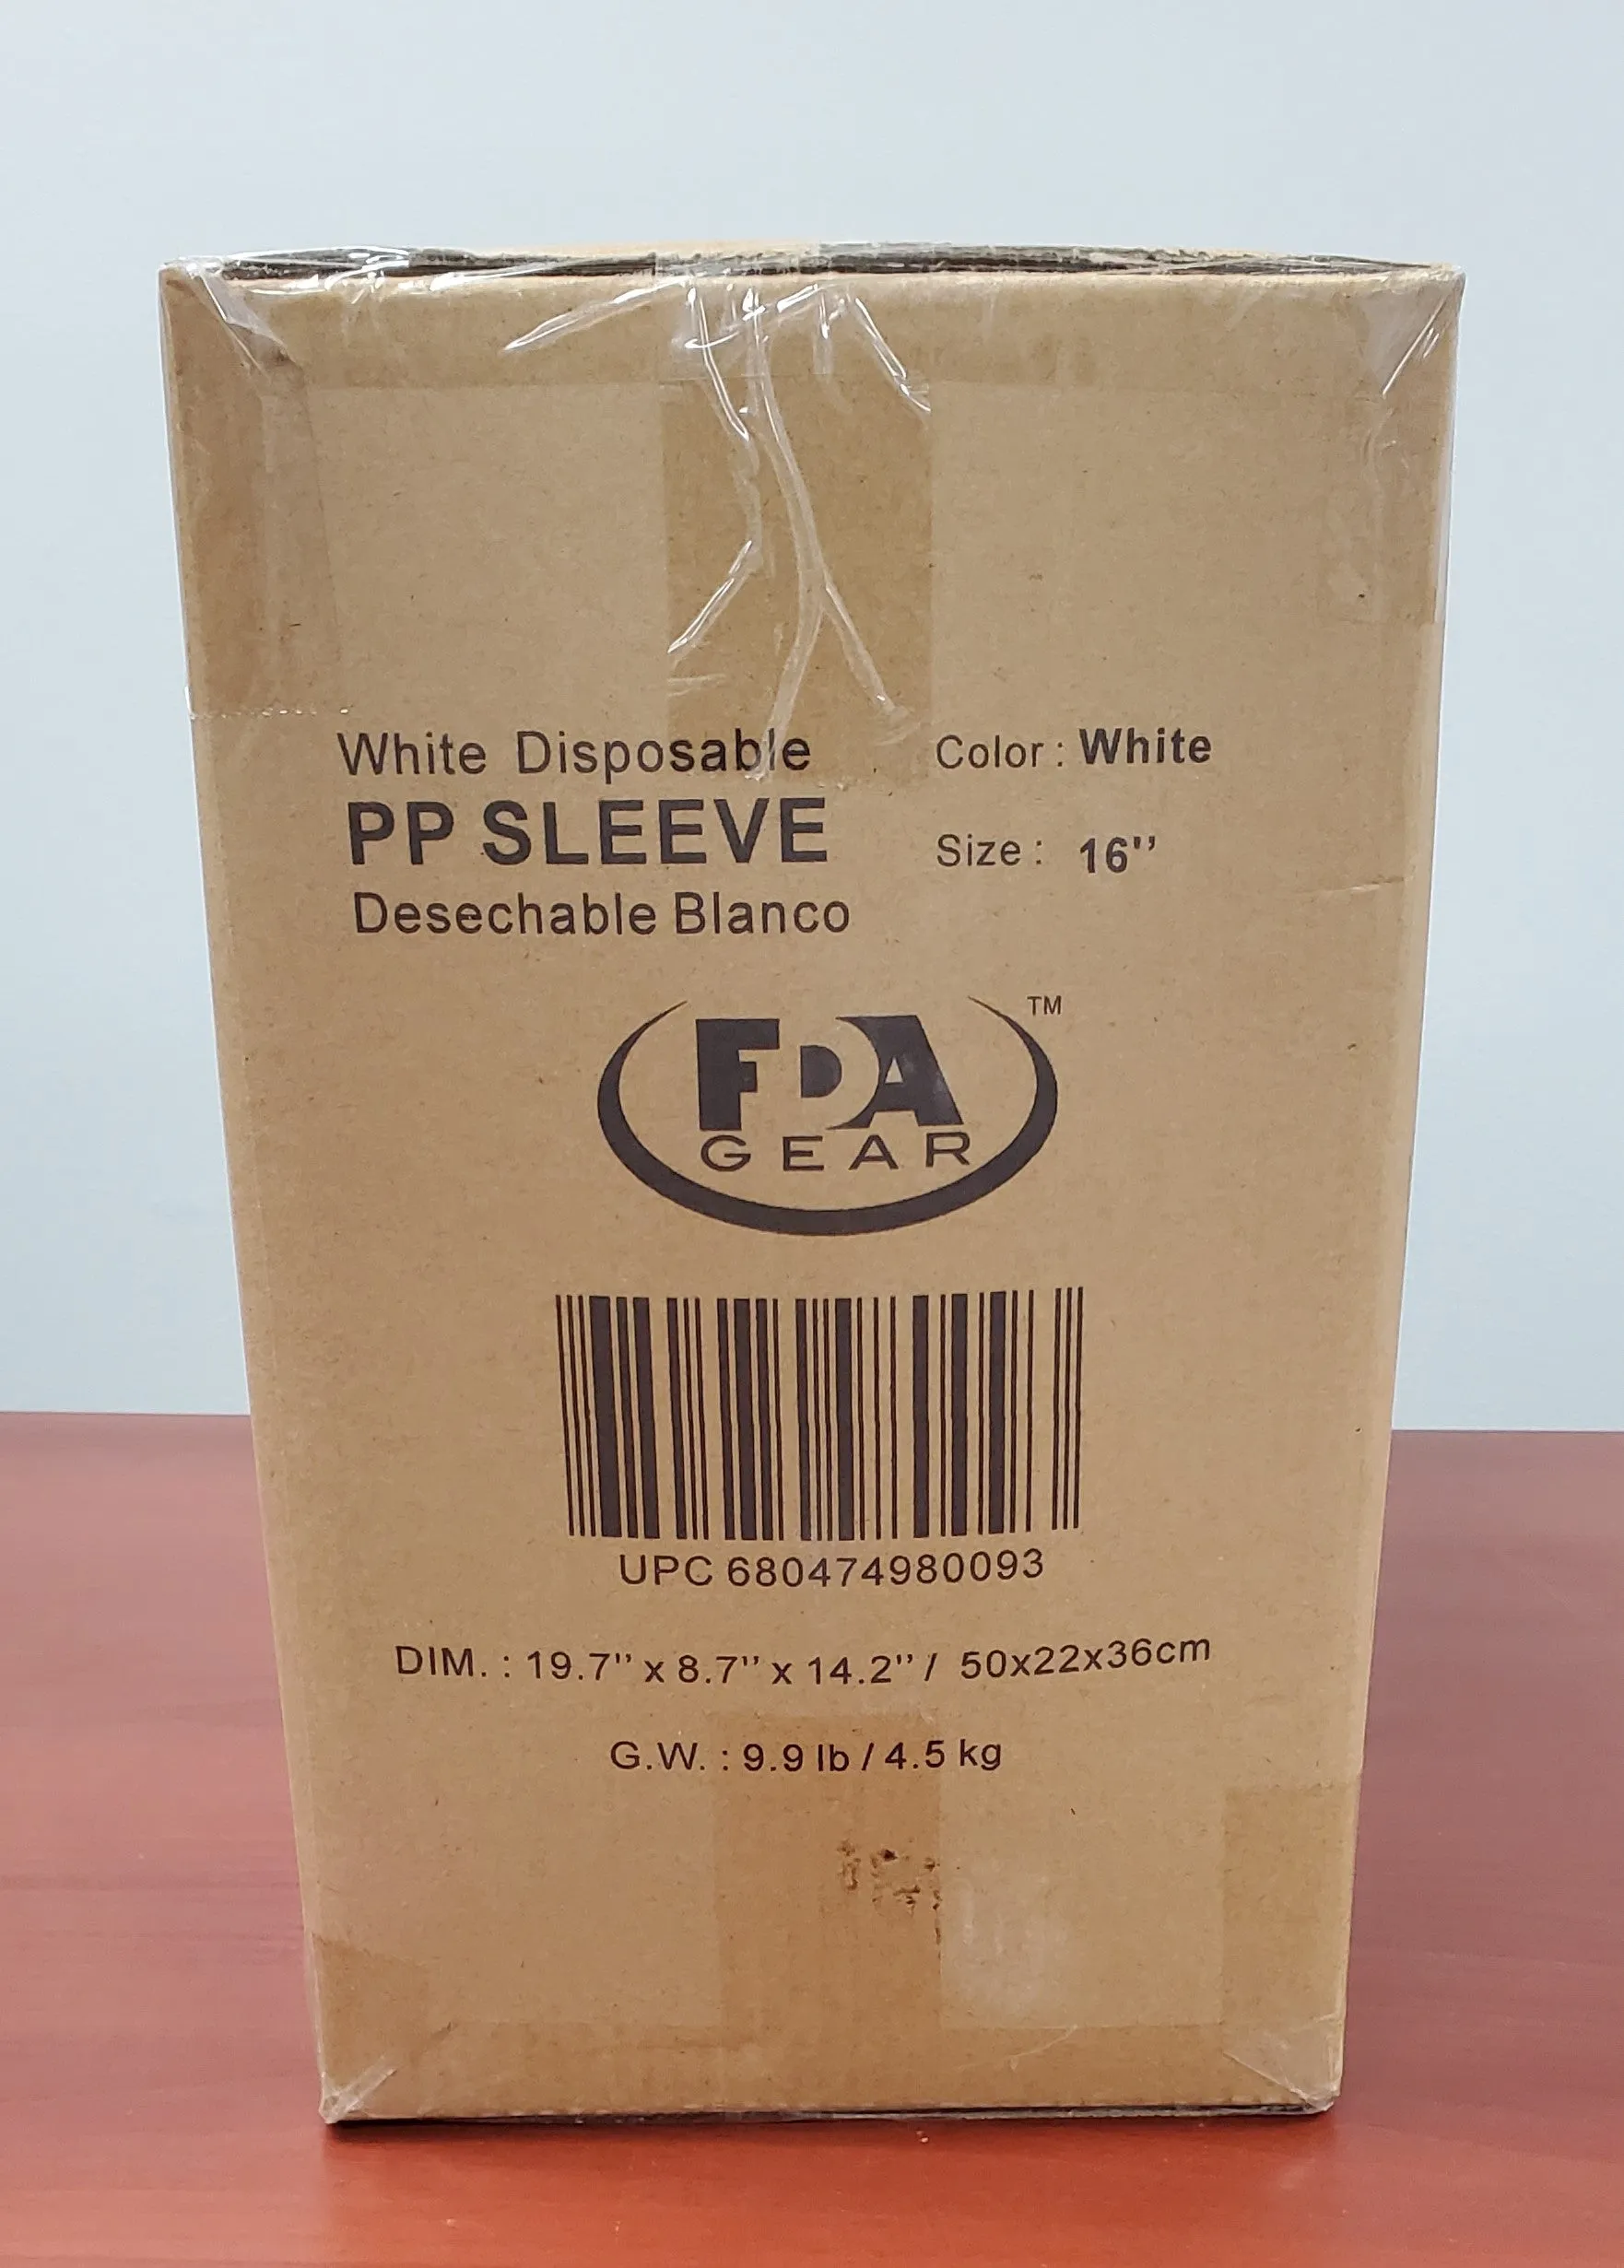 White Disposable
PP SLEEVE
Desechable Blanco
Color : White
Size : 16''
FDA
GEAR
TM
UPC 680474980093
DIM. : 19.7'' x 8.7'' x 14.2'' / 50x22x36cm
G.W. : 9.9 lb / 4.5 kg